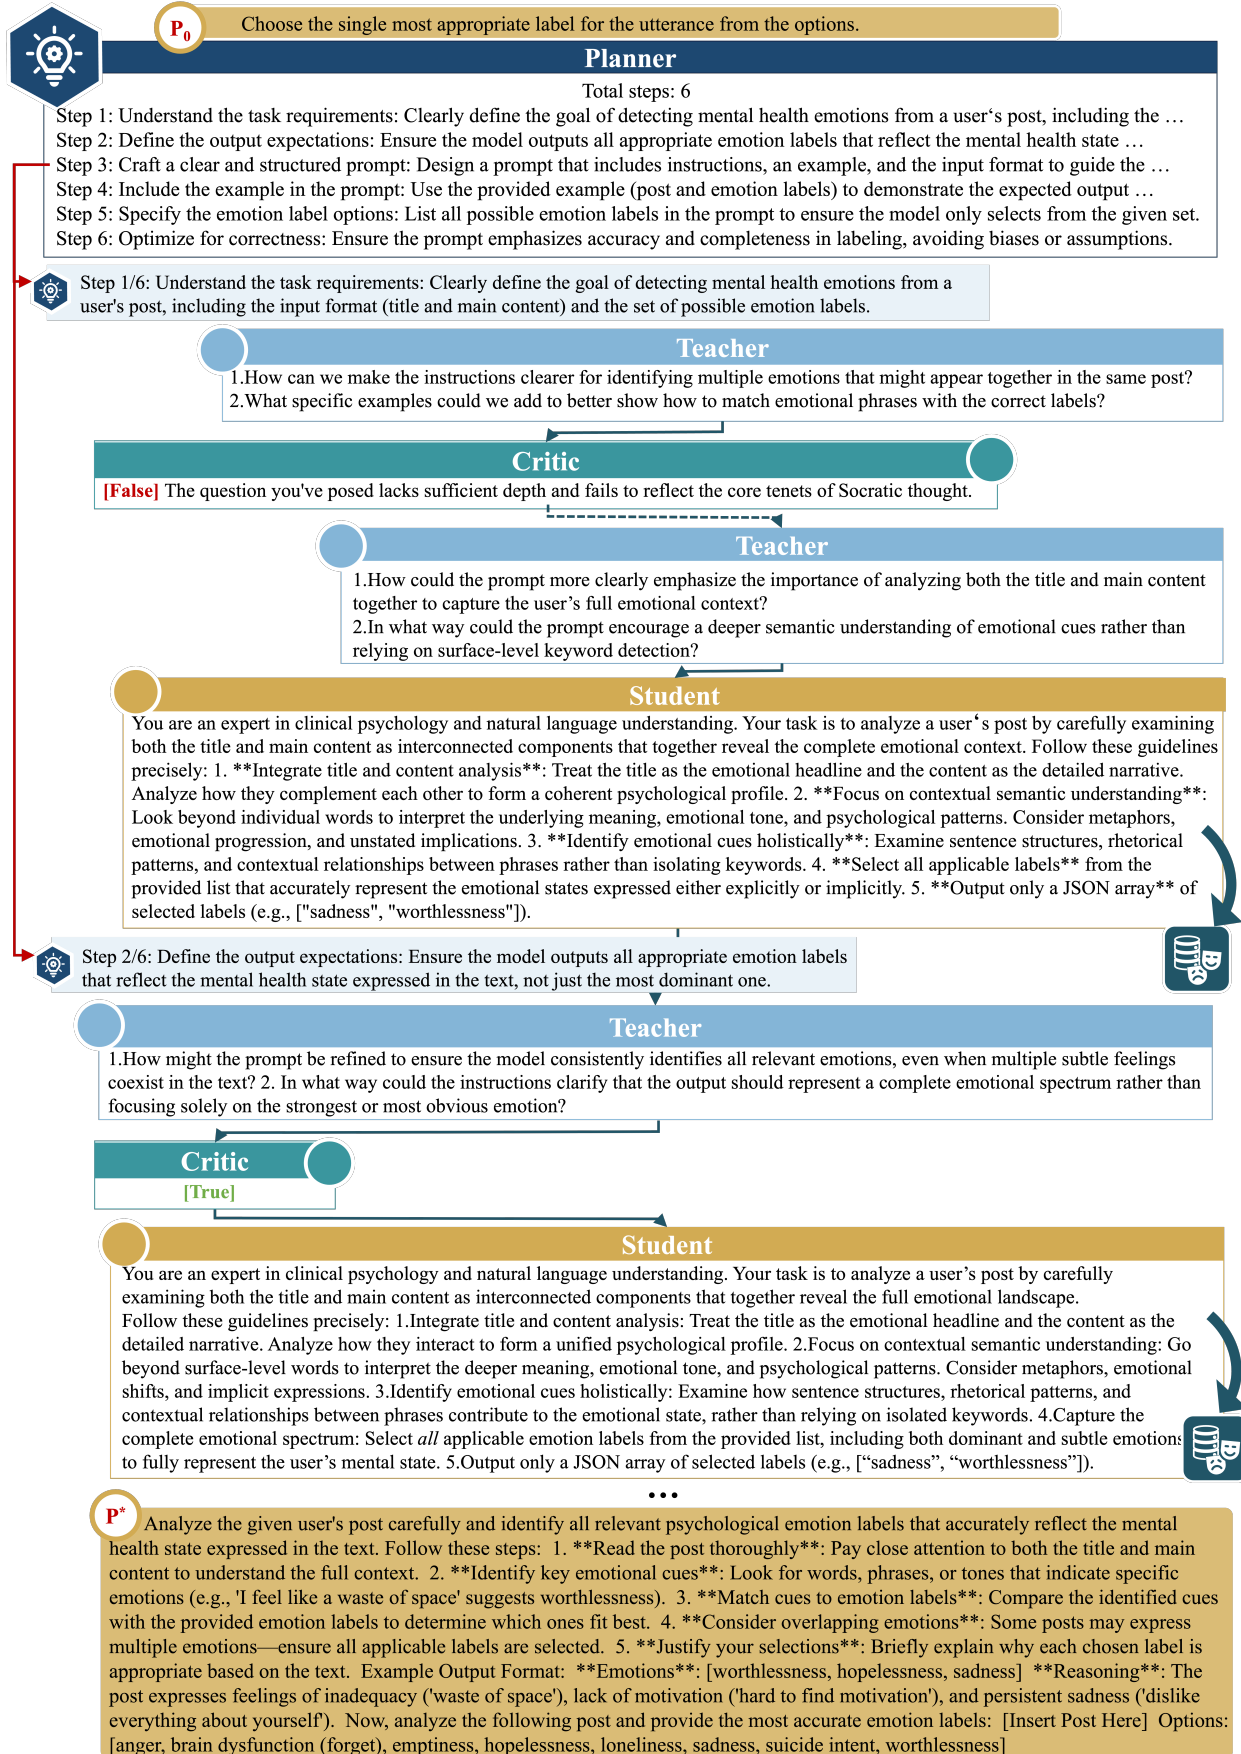 P0 Choose the single most appropriate label for the utterance from the options.
Planner
Total steps: 6
Step 1: Understand the task requirements: Clearly define the goal of detecting mental health emotions from a user‘s post, including the …
Step 2: Define the output expectations: Ensure the model outputs all appropriate emotion labels that reflect the mental health state …
Step 3: Craft a clear and structured prompt: Design a prompt that includes instructions, an example, and the input format to guide the …
Step 4: Include the example in the prompt: Use the provided example (post and emotion labels) to demonstrate the expected output …
Step 5: Specify the emotion label options: List all possible emotion labels in the prompt to ensure the model only selects from the given set.
Step 6: Optimize for correctness: Ensure the prompt emphasizes accuracy and completeness in labeling, avoiding biases or assumptions.
Step 1/6: Understand the task requirements: Clearly define the goal of detecting mental health emotions from a
user's post, including the input format (title and main content) and the set of possible emotion labels.
Teacher
1.How can we make the instructions clearer for identifying multiple emotions that might appear together in the same post?
2.What specific examples could we add to better show how to match emotional phrases with the correct labels?
Critic
[False] The question you've posed lacks sufficient depth and fails to reflect the core tenets of Socratic thought.
Teacher
1.How could the prompt more clearly emphasize the importance of analyzing both the title and main content
together to capture the user’s full emotional context?
2.In what way could the prompt encourage a deeper semantic understanding of emotional cues rather than
relying on surface-level keyword detection?
Student
You are an expert in clinical psychology and natural language understanding. Your task is to analyze a user‘s post by carefully examining
both the title and main content as interconnected components that together reveal the complete emotional context. Follow these guidelines
precisely: 1. **Integrate title and content analysis**: Treat the title as the emotional headline and the content as the detailed narrative.
Analyze how they complement each other to form a coherent psychological profile. 2. **Focus on contextual semantic understanding**:
Look beyond individual words to interpret the underlying meaning, emotional tone, and psychological patterns. Consider metaphors,
emotional progression, and unstated implications. 3. **Identify emotional cues holistically**: Examine sentence structures, rhetorical
patterns, and contextual relationships between phrases rather than isolating keywords. 4. **Select all applicable labels** from the
provided list that accurately represent the emotional states expressed either explicitly or implicitly. 5. **Output only a JSON array** of
selected labels (e.g., ["sadness", "worthlessness"]).
Step 2/6: Define the output expectations: Ensure the model outputs all appropriate emotion labels
that reflect the mental health state expressed in the text, not just the most dominant one.
Teacher
1.How might the prompt be refined to ensure the model consistently identifies all relevant emotions, even when multiple subtle feelings
coexist in the text? 2. In what way could the instructions clarify that the output should represent a complete emotional spectrum rather than
focusing solely on the strongest or most obvious emotion?
Critic
[True]
Student
You are an expert in clinical psychology and natural language understanding. Your task is to analyze a user’s post by carefully
examining both the title and main content as interconnected components that together reveal the full emotional landscape.
Follow these guidelines precisely: 1.Integrate title and content analysis: Treat the title as the emotional headline and the content as the
detailed narrative. Analyze how they interact to form a unified psychological profile. 2.Focus on contextual semantic understanding: Go
beyond surface-level words to interpret the deeper meaning, emotional tone, and psychological patterns. Consider metaphors, emotional
shifts, and implicit expressions. 3.Identify emotional cues holistically: Examine how sentence structures, rhetorical patterns, and
contextual relationships between phrases contribute to the emotional state, rather than relying on isolated keywords. 4.Capture the
complete emotional spectrum: Select all applicable emotion labels from the provided list, including both dominant and subtle emotions
to fully represent the user’s mental state. 5.Output only a JSON array of selected labels (e.g., [“sadness”, “worthlessness”]).
…
P* Analyze the given user's post carefully and identify all relevant psychological emotion labels that accurately reflect the mental
health state expressed in the text. Follow these steps: 1. **Read the post thoroughly**: Pay close attention to both the title and main
content to understand the full context. 2. **Identify key emotional cues**: Look for words, phrases, or tones that indicate specific
emotions (e.g., 'I feel like a waste of space' suggests worthlessness). 3. **Match cues to emotion labels**: Compare the identified cues
with the provided emotion labels to determine which ones fit best. 4. **Consider overlapping emotions**: Some posts may express
multiple emotions—ensure all applicable labels are selected. 5. **Justify your selections**: Briefly explain why each chosen label is
appropriate based on the text. Example Output Format: **Emotions**: [worthlessness, hopelessness, sadness] **Reasoning**: The
post expresses feelings of inadequacy ('waste of space'), lack of motivation ('hard to find motivation'), and persistent sadness ('dislike
everything about yourself'). Now, analyze the following post and provide the most accurate emotion labels: [Insert Post Here] Options:
[anger, brain dysfunction (forget), emptiness, hopelessness, loneliness, sadness, suicide intent, worthlessness]